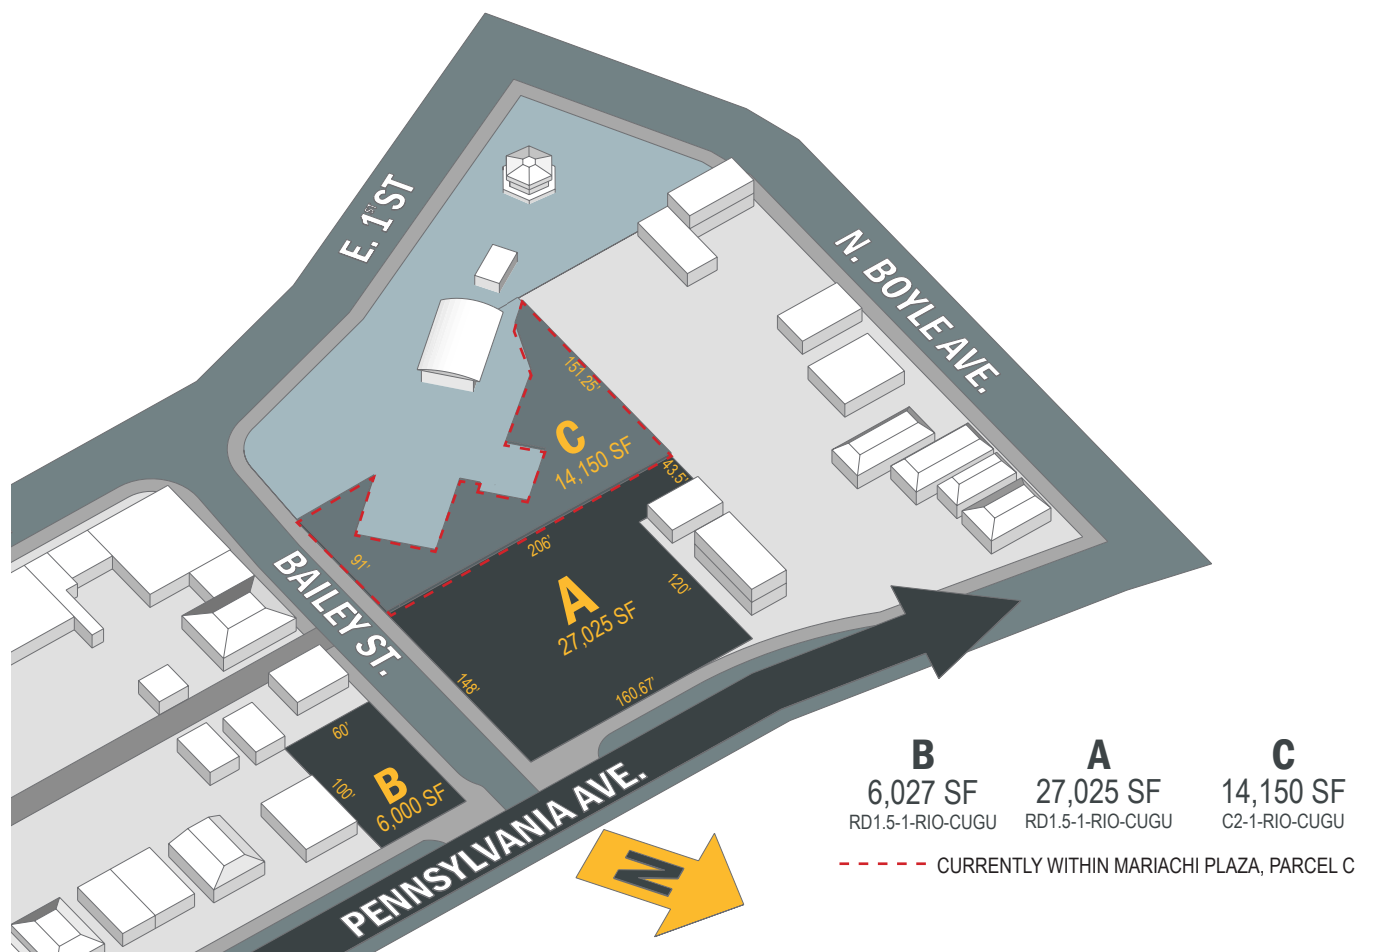 E. 1ST ST
N. BOYLE AVE.
151.25'
C
14,150 SF
43.5'
206'
91'
BAILEY ST.
A
27,025 SF
120'
148'
160.67'
60'
100'
B
6,000 SF
PENNSYLVANIA AVE.
N
B
6,027 SF
RD1.5-1-RIO-CUGU
A
27,025 SF
RD1.5-1-RIO-CUGU
C
14,150 SF
C2-1-RIO-CUGU
CURRENTLY WITHIN MARIACHI PLAZA, PARCEL C